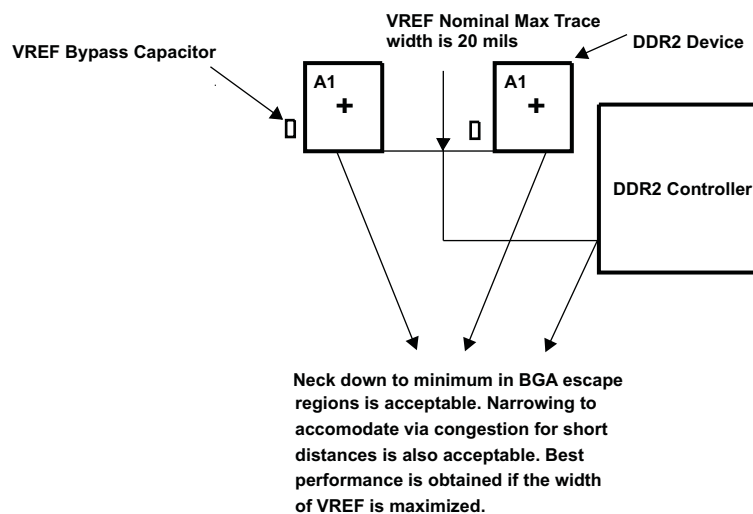 VREF Nominal Max Trace
width is 20 mils
DDR2 Device
VREF Bypass Capacitor
A1
A1
DDR2 Controller
Neck down to minimum in BGA escape
regions is acceptable. Narrowing to
accomodate via congestion for short
distances is also acceptable. Best
performance is obtained if the width
of VREF is maximized.